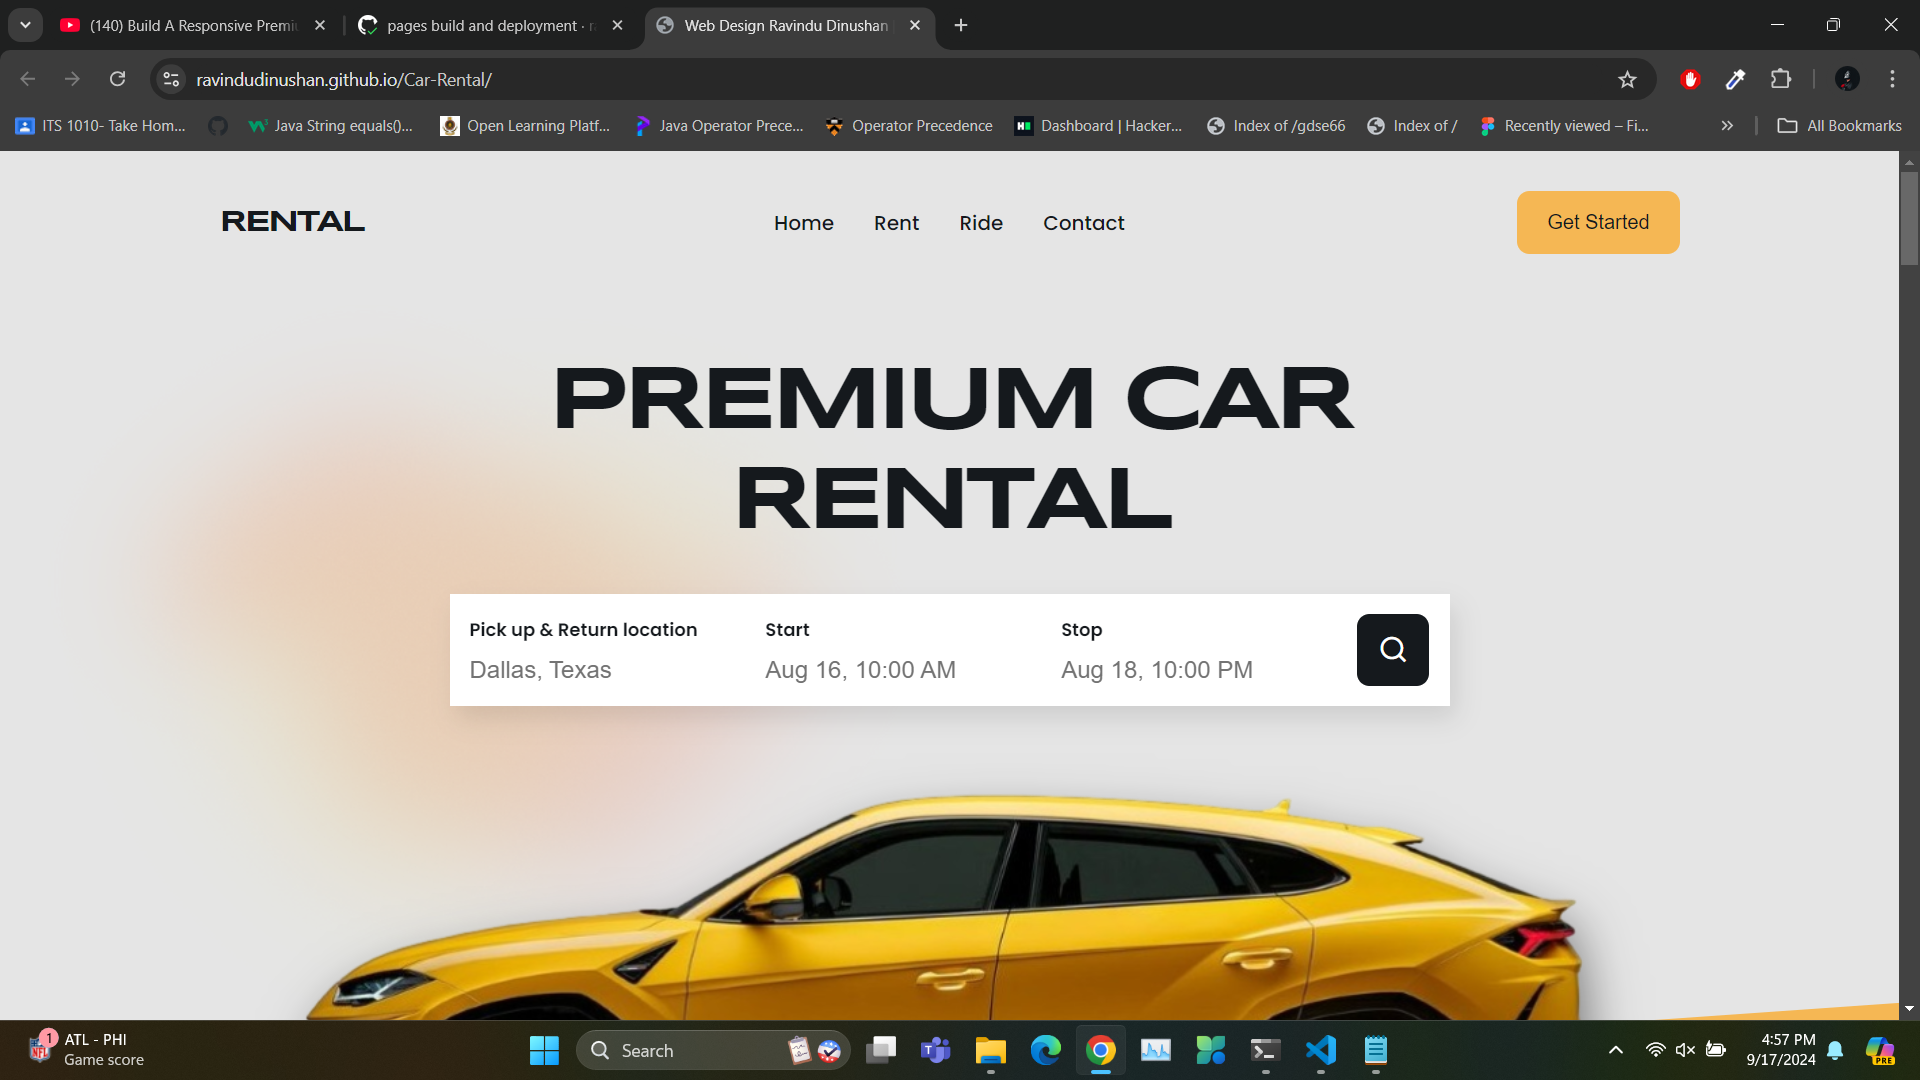 (140) Build A Responsive Premi
pages build and deployment · r
Web Design Ravindu Dinushan
ravindudinushan.github.io/Car-Rental/
ITS 1010- Take Hom...
Java String equals()...
Open Learning Platf...
Java Operator Prece...
Operator Precedence
Dashboard | Hacker...
Index of /gdse66
Index of /
Recently viewed – Fi...
All Bookmarks
RENTAL
Home
Rent
Ride
Contact
Get Started
PREMIUM CAR
RENTAL
Pick up & Return location
Start
Stop
Dallas, Texas
Aug 16, 10:00 AM
Aug 18, 10:00 PM
1
ATL - PHI
Game score
Search
4:57 PM
9/17/2024
PRE